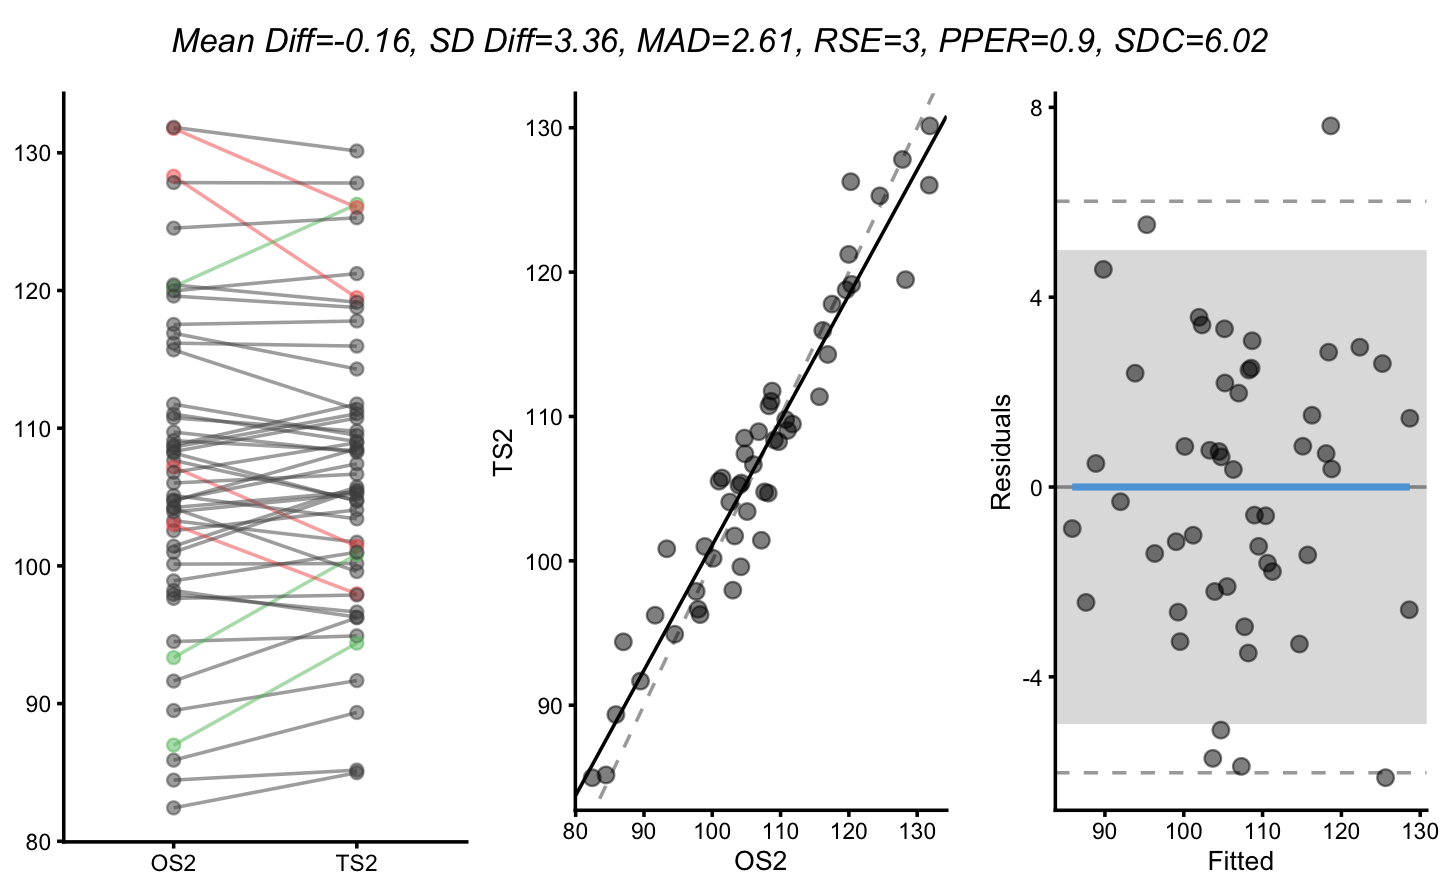 Mean Diff=-0.16, SD Diff=3.36, MAD=2.61, RSE=3, PPER=0.9, SDC=6.02
130
120
110
100
90
80
OS2 TS2
TS2
130
120
110
100
90
80 90 100 110 120 130
OS2
Residuals
8
4
0
-4
90 100 110 120 130
Fitted